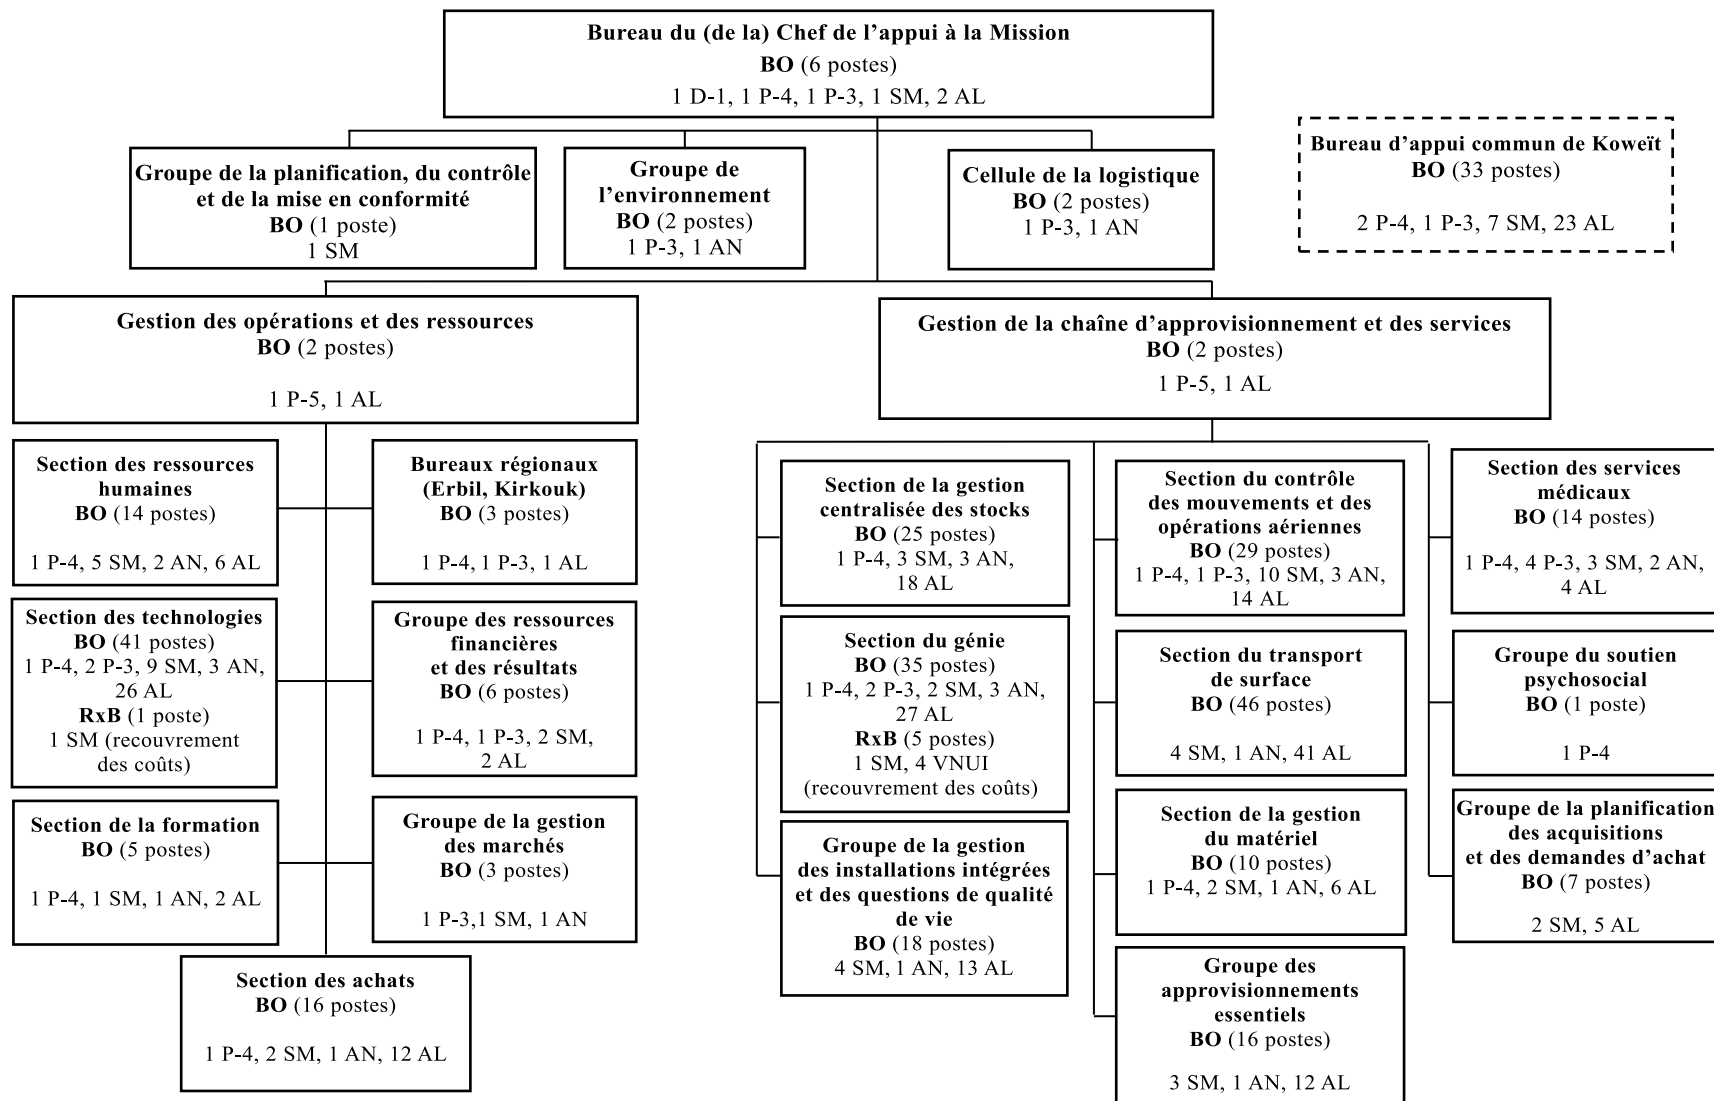 Bureau du (de la) Chef de l’appui à la Mission
BO (6 postes)
1 D-1, 1 P-4, 1 P-3, 1 SM, 2 AL
Bureau d’appui commun de Koweït
BO (33 postes)
2 P-4, 1 P-3, 7 SM, 23 AL
Groupe de la planification, du contrôle
et de la mise en conformité
BO (1 poste)
1 SM
Groupe de
l’environnement
BO (2 postes)
1 P-3, 1 AN
Cellule de la logistique
BO (2 postes)
1 P-3, 1 AN
Gestion des opérations et des ressources
BO (2 postes)
1 P-5, 1 AL
Gestion de la chaîne d’approvisionnement et des services
BO (2 postes)
1 P-5, 1 AL
Section des ressources
humaines
BO (14 postes)
1 P-4, 5 SM, 2 AN, 6 AL
Bureaux régionaux
(Erbil, Kirkouk)
BO (3 postes)
1 P-4, 1 P-3, 1 AL
Section des technologies
BO (41 postes)
1 P-4, 2 P-3, 9 SM, 3 AN,
26 AL
RxB (1 poste)
1 SM (recouvrement
des coûts)
Groupe des ressources
financières
et des résultats
BO (6 postes)
1 P-4, 1 P-3, 2 SM,
2 AL
Section de la formation
BO (5 postes)
1 P-4, 1 SM, 1 AN, 2 AL
Groupe de la gestion
des marchés
BO (3 postes)
1 P-3,1 SM, 1 AN
Section des achats
BO (16 postes)
1 P-4, 2 SM, 1 AN, 12 AL
Section de la gestion
centralisée des stocks
BO (25 postes)
1 P-4, 3 SM, 3 AN,
18 AL
Section du contrôle
des mouvements et des
opérations aériennes
BO (29 postes)
1 P-4, 1 P-3, 10 SM, 3 AN,
14 AL
Section des services
médicaux
BO (14 postes)
1 P-4, 4 P-3, 3 SM, 2 AN,
4 AL
Section du génie
BO (35 postes)
1 P-4, 2 P-3, 2 SM, 3 AN,
27 AL
RxB (5 postes)
1 SM, 4 VNUI
(recouvrement des coûts)
Section du transport
de surface
BO (46 postes)
4 SM, 1 AN, 41 AL
Groupe du soutien
psychosocial
BO (1 poste)
1 P-4
Groupe de la gestion
des installations intégrées
et des questions de qualité
de vie
BO (18 postes)
4 SM, 1 AN, 13 AL
Section de la gestion
du matériel
BO (10 postes)
1 P-4, 2 SM, 1 AN, 6 AL
Groupe de la planification
des acquisitions
et des demandes d’achat
BO (7 postes)
2 SM, 5 AL
Groupe des
approvisionnements
essentiels
BO (16 postes)
3 SM, 1 AN, 12 AL